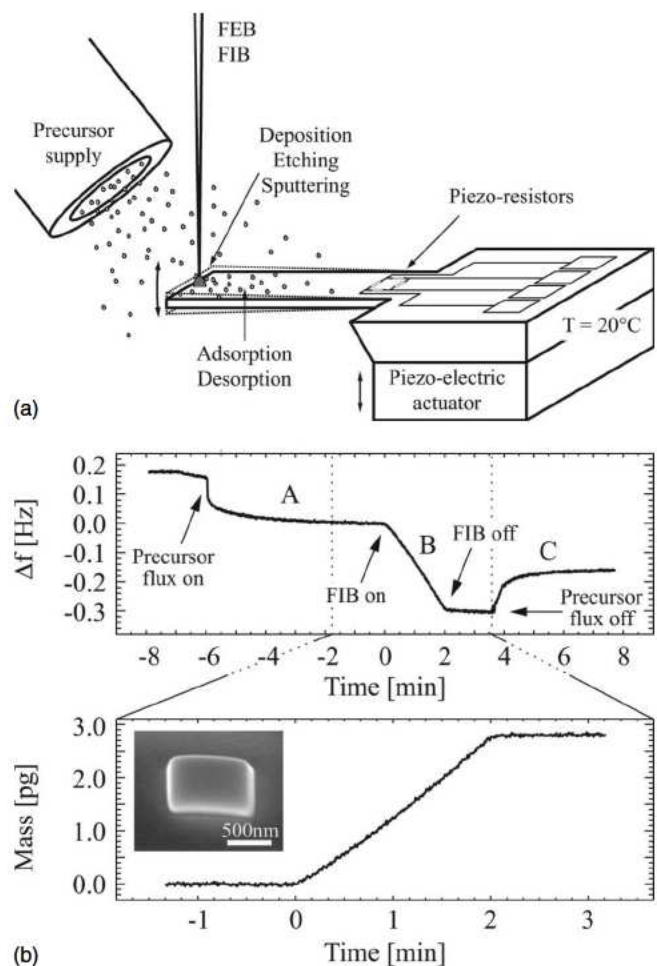 FEB
FIB
Precursor
supply
Deposition
Etching
Sputtering
Piezo-resistors
Adsorption
Desorption
T = 20°C
Piezo-electric
actuator
(a)
Δf [Hz]
0.2
0.1
0.0
-0.1
-0.2
-0.3
A
B
C
Precursor
flux on
FIB on
FIB off
Precursor
flux off
-8 -6 -4 -2 0 2 4 6 8
Time [min]
Mass [pg]
3.0
2.0
1.0
0.0
500nm
-1 0 1 2 3
Time [min]
(b)